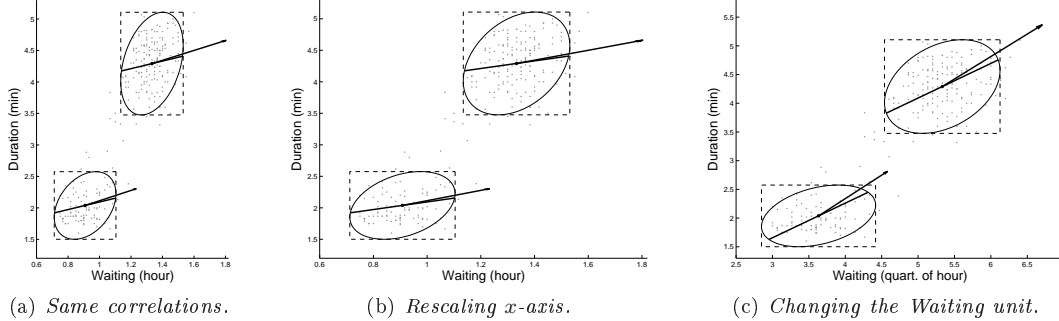 5
4.5
4
3.5
3
2.5
2
1.5
Duration (min)
0.6 0.8 1 1.2 1.4 1.6 1.8
Waiting (hour)
(a) Same correlations.
5
4.5
4
3.5
3
2.5
2
1.5
Duration (min)
0.6 0.8 1 1.2 1.4 1.6 1.8
Waiting (hour)
(b) Rescaling x-axis.
5.5
5
4.5
4
3.5
3
2.5
2
1.5
Duration (min)
2.5 3 3.5 4 4.5 5 5.5 6 6.5
Waiting (quart. of hour)
(c) Changing the Waiting unit.